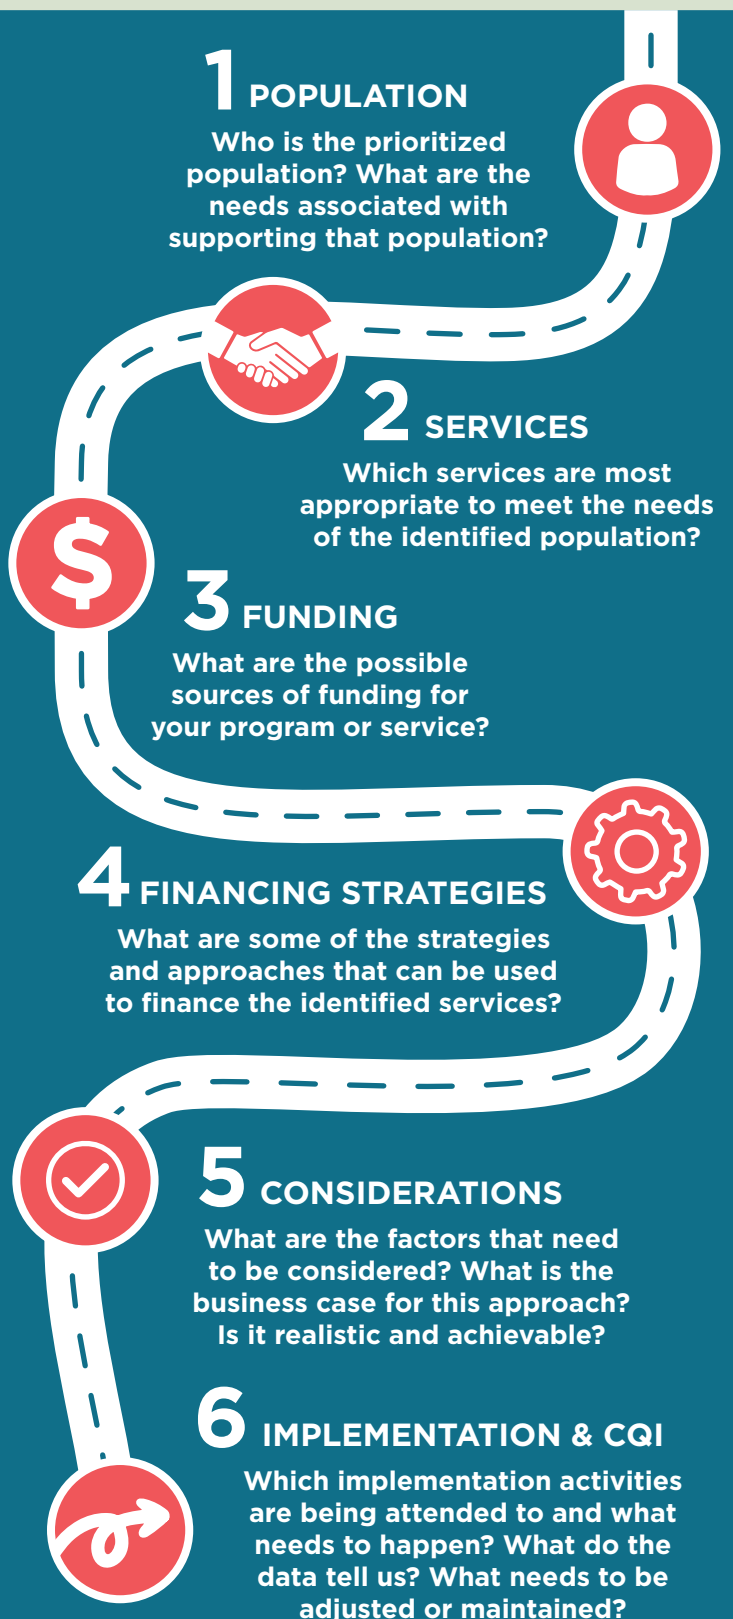 1 POPULATION
Who is the prioritized
population? What are the
needs associated with
supporting that population?
2 SERVICES
Which services are most
appropriate to meet the needs
of the identified population?
$
3 FUNDING
What are the possible
sources of funding for
your program or service?
4 FINANCING STRATEGIES
What are some of the strategies
and approaches that can be used
to finance the identified services?
5 CONSIDERATIONS
What are the factors that need
to be considered? What is the
business case for this approach?
Is it realistic and achievable?
6 IMPLEMENTATION & CQI
Which implementation activities
are being attended to and what
needs to happen? What do the
data tell us? What needs to be
adjusted or maintained?